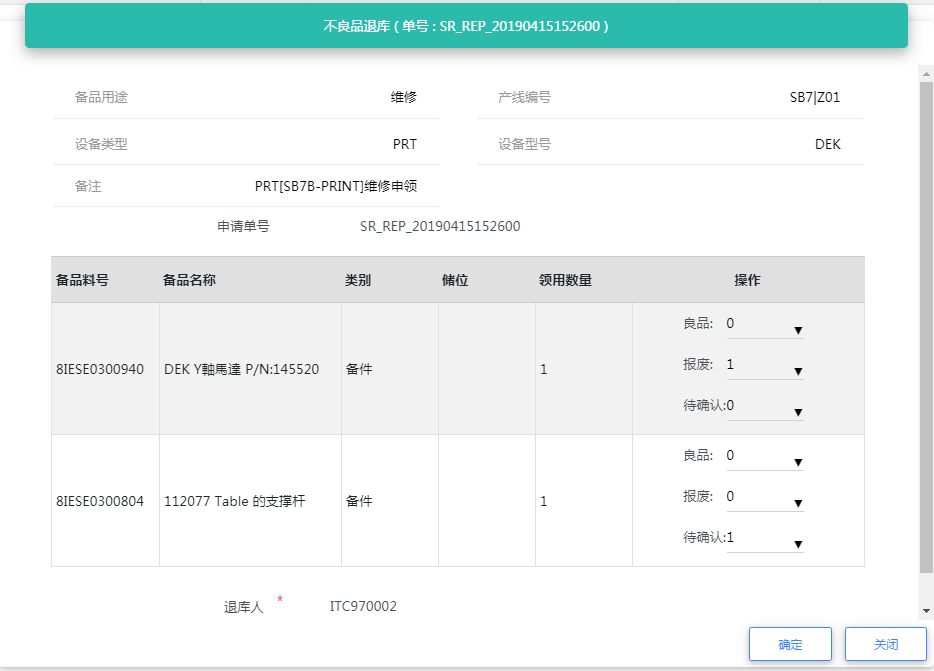 不良品退库 ( 单号 : SR_REP_20190415152600 )
备品用途 维修 产线编号 SB7|Z01
设备类型 PRT 设备型号 DEK
备注 PRT[SB7B-PRINT]维修申领
申请单号 SR_REP_20190415152600
备品料号 备品名称 类别 储位 领用数量 操作
良品: 0
8IESE0300940 DEK Y軸馬達 P/N:145520 备件 1 报废: 1
待确认:0
良品: 0
8IESE0300804 112077 Table 的支撑杆 备件 1 报废: 0
待确认:1
退库人 * ITC970002
确定 关闭